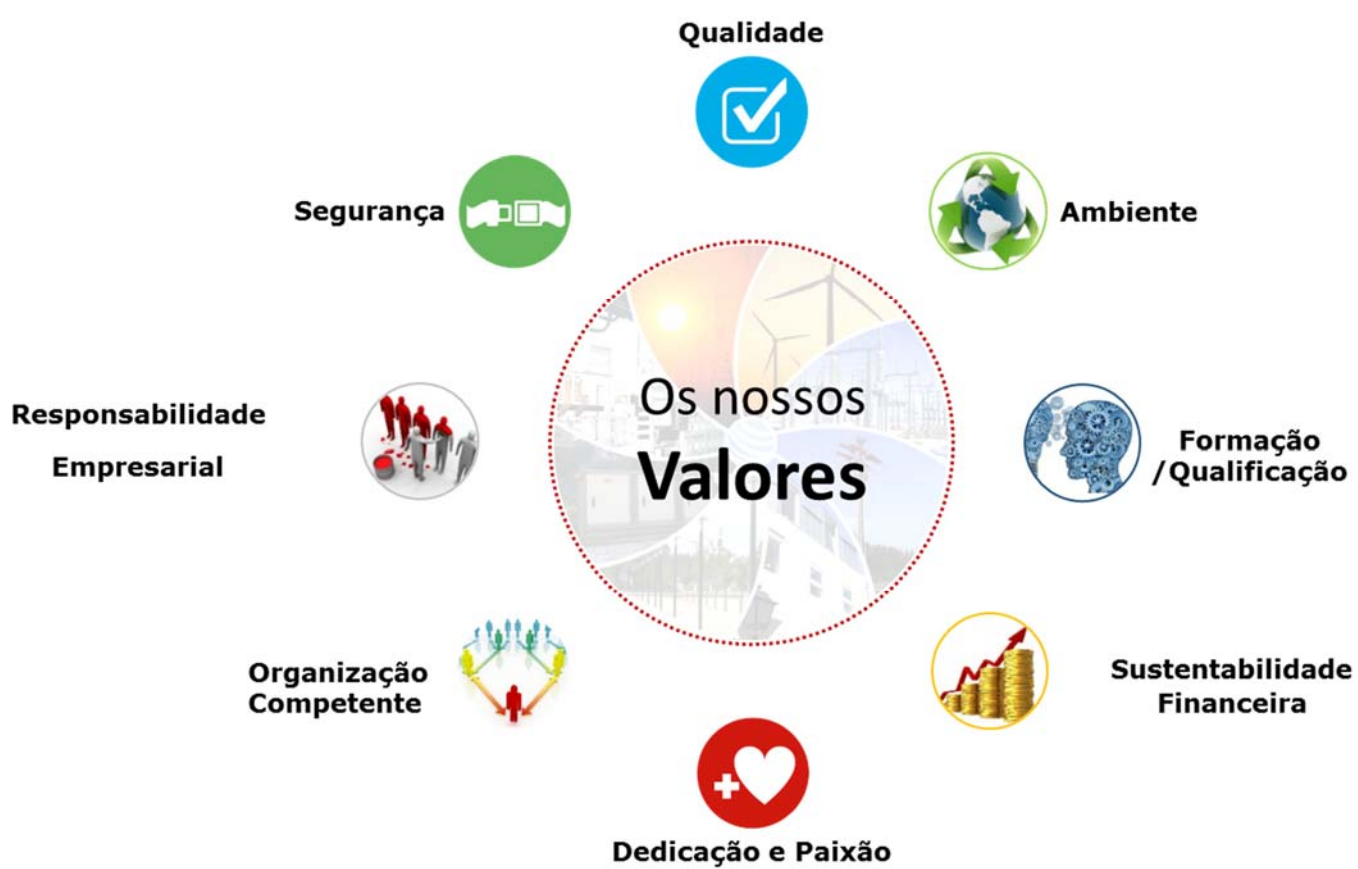 Qualidade
Segurança
Ambiente
Os nossos
Valores
Responsabilidade
Empresarial
Formação
/Qualificação
Organização
Competente
Sustentabilidade
Financeira
Dedicação e Paixão